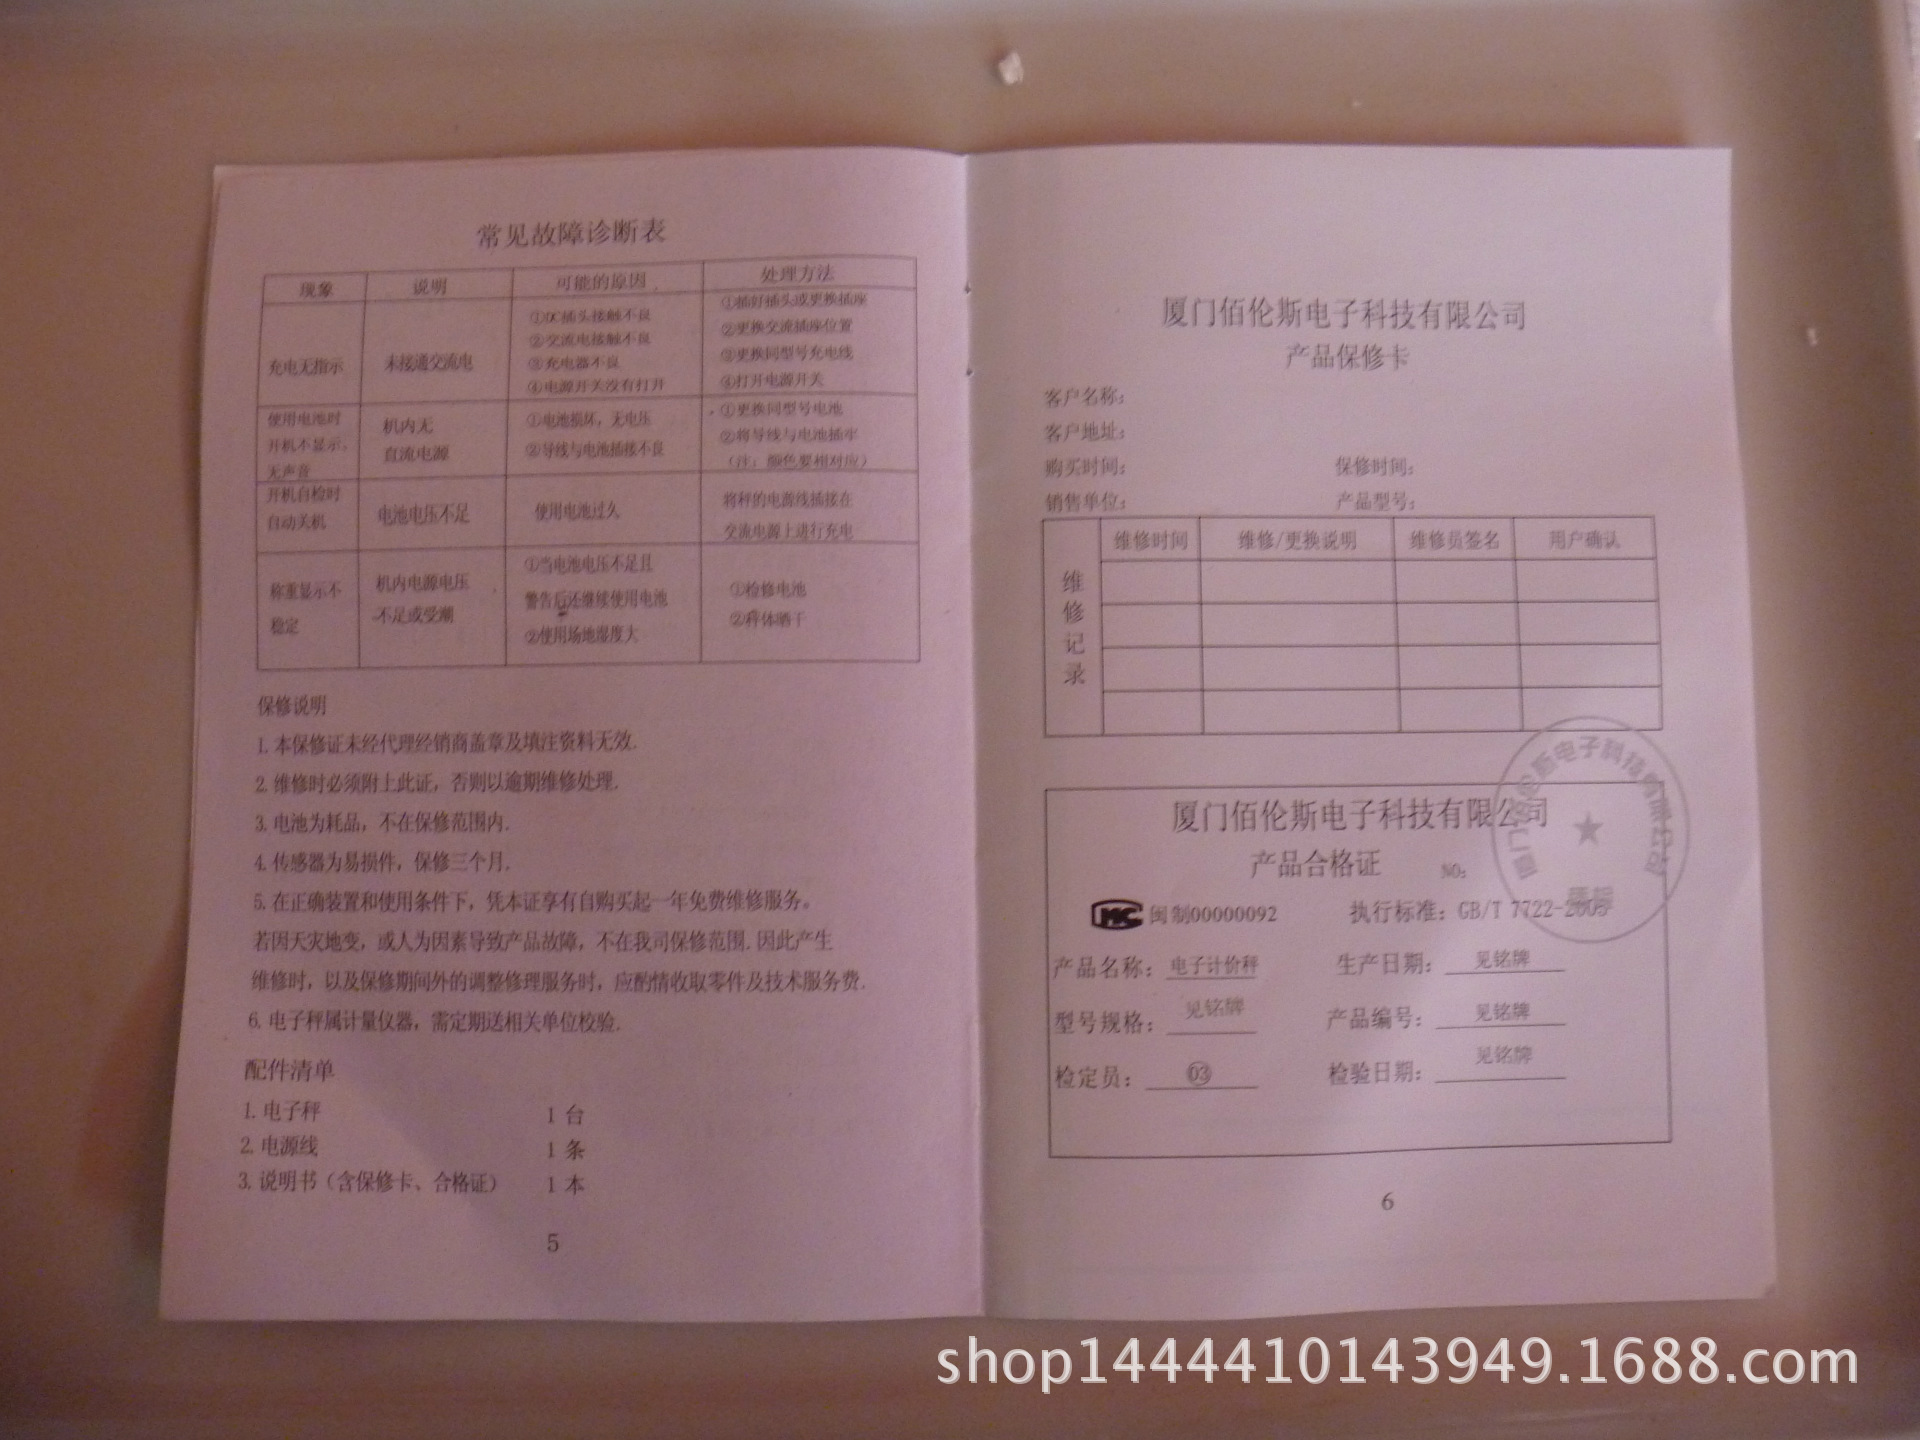 常见故障诊断表
现象 说明 可能的原因 处理方法
充电无指示 未接通交流电
①DC插头接触不良
②交流电接触不良
③充电器不良
④电源开关没有打开
①插好插头或更换插座
②更换交流插座位置
③更换同型号充电线
④打开电源开关
使用电池时
开机不显示、
无声音
机内无
直流电源
①电池损坏，无电压
②导线与电池插接不良
①更换同型号电池
②将导线与电池插牢
（注：颜色要相对应）
开机自检时
自动关机
电池电压不足
使用电池过久
将秤的电源线插接在
交流电源上进行充电
称重显示不
稳定
机内电源电压
不足或受潮
①当电池电压不足且
警告后还继续使用电池
②使用场地湿度大
①检修电池
②秤体晒干
保修说明
1.本保修证未经代理经销商盖章及填注资料无效.
2.维修时必须附上此证，否则以逾期维修处理.
3.电池为耗品，不在保修范围内.
4.传感器为易损件，保修三个月.
5.在正确装置和使用条件下，凭本证享有自购买起一年免费维修服务。
若因天灾地变，或人为因素导致产品故障，不在我司保修范围.因此产生
维修时，以及保修期间外的调整修理服务时，应酌情收取零件及技术服务费.
6.电子秤属计量仪器，需定期送相关单位校验.
配件清单
1.电子秤 1 台
2.电源线 1 条
3.说明书（含保修卡、合格证） 1 本
5
厦门佰伦斯电子科技有限公司
产品保修卡
客户名称：
客户地址：
购买时间： 保修时间：
销售单位： 产品型号：
维修记录
维修时间 维修/更换说明 维修员签名 用户确认
厦门佰伦斯电子科技有限公司
产品合格证 NO：
MC 闽制00000092 执行标准：GB/T 7722-2005
产品名称：电子计价秤 生产日期：见铭牌
型号规格：见铭牌 产品编号：见铭牌
检定员：03 检验日期：见铭牌
6
shop1444410143949.1688.com